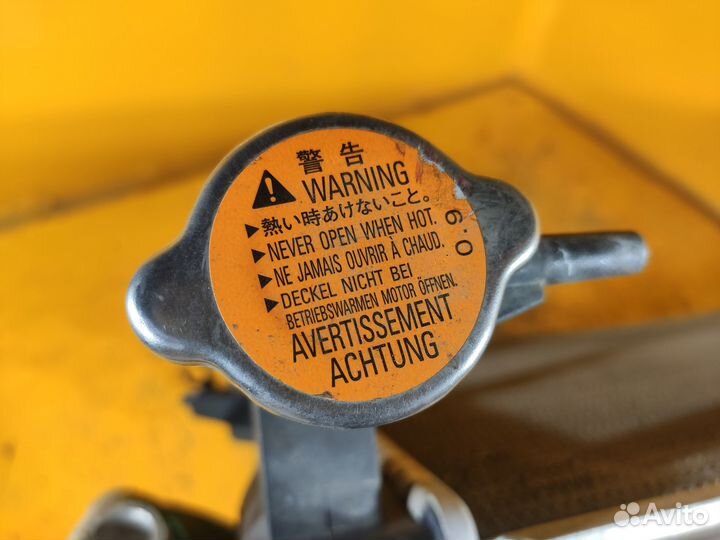 警告
WARNING
▶熱い時あけないこと。
▶NEVER OPEN WHEN HOT.
▶NE JAMAIS OUVRIR À CHAUD.
▶DECKEL NICHT BEI
BETRIEBSWARMEN MOTOR ÖFFNEN.
AVERTISSEMENT
ACHTUNG
0.9
Avito